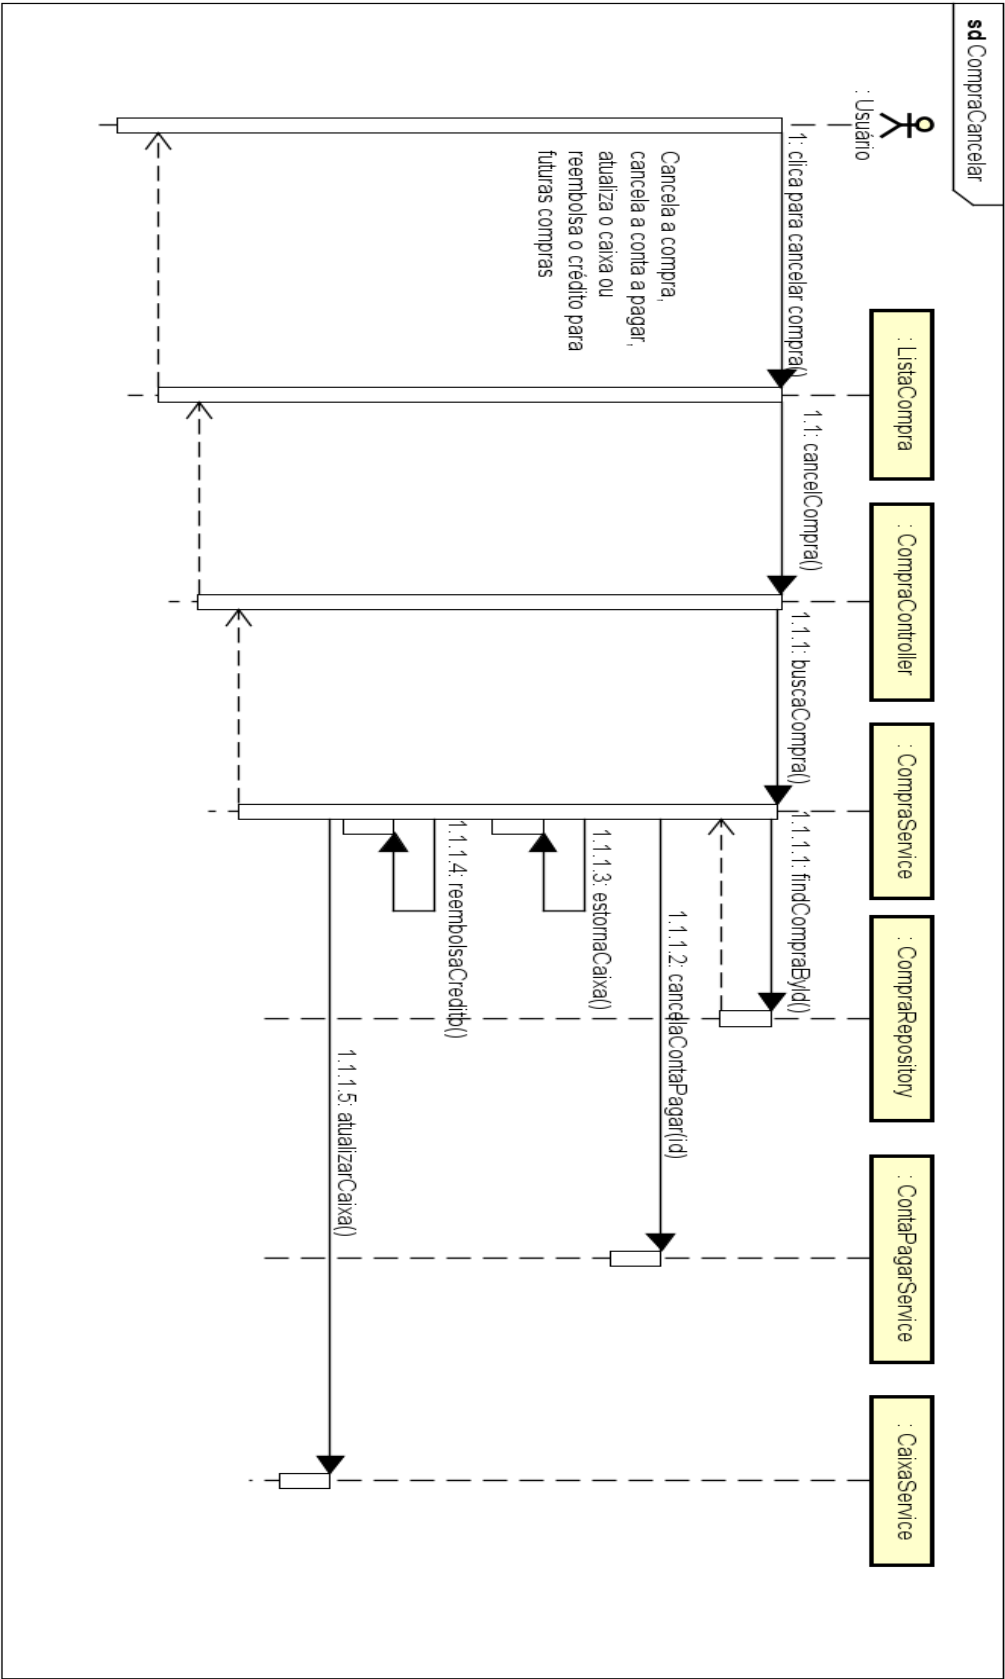 sd CompraCancelar
: Usuário
: ListaCompra
: CompraController
: CompraService
: CompraRepository
: ContaPagarService
: CaixaService
1: clica para cancelar compra()
1.1: cancelCompra()
1.1.1: buscaCompra()
1.1.1.1: findCompraById()
Cancela a compra,
cancela a conta a pagar,
atualiza o caixa ou
reembolsa o crédito para
futuras compras
1.1.1.2: cancelaContaPagar(id)
1.1.1.3: estornaCaixa()
1.1.1.4: reembolsaCredito()
1.1.1.5: atualizarCaixa()